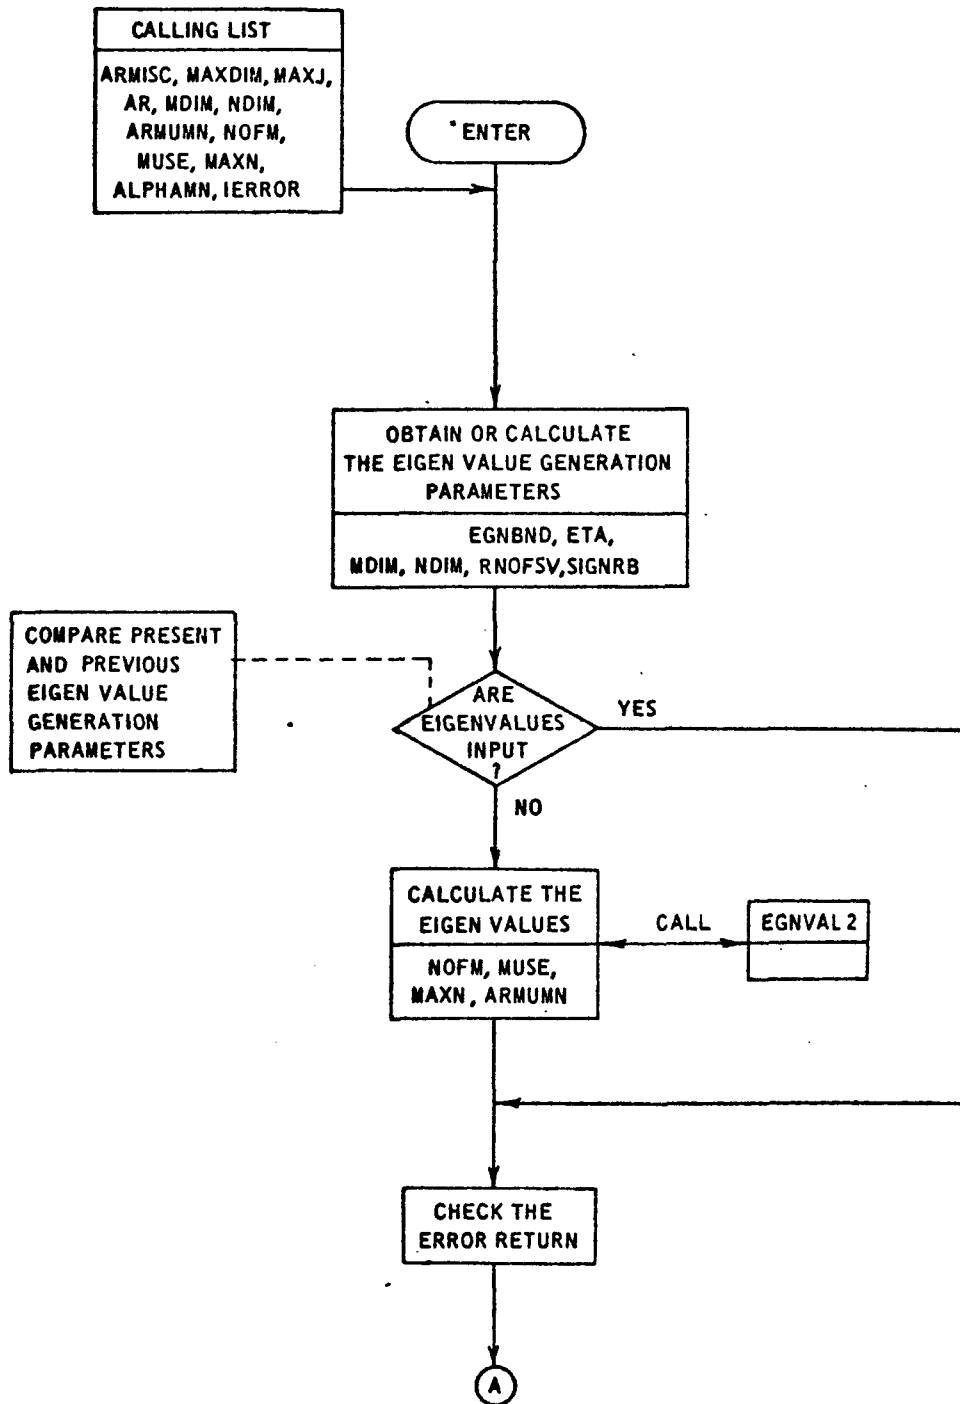 CALLING LIST
ARMISC, MAXDIM, MAXJ,
AR, MDIM, NDIM,
ARMUMN, NOFM,
MUSE, MAXN,
ALPHAMN, IERROR
ENTER
OBTAIN OR CALCULATE
THE EIGEN VALUE GENERATION
PARAMETERS
EGNBND, ETA,
MDIM, NDIM, RNOFSV, SIGNRB
COMPARE PRESENT
AND PREVIOUS
EIGEN VALUE
GENERATION
PARAMETERS
ARE
EIGENVALUES
INPUT
?
YES
NO
CALCULATE THE
EIGEN VALUES
NOFM, MUSE,
MAXN, ARMUMN
CALL
EGNVAL 2
CHECK THE
ERROR RETURN
A